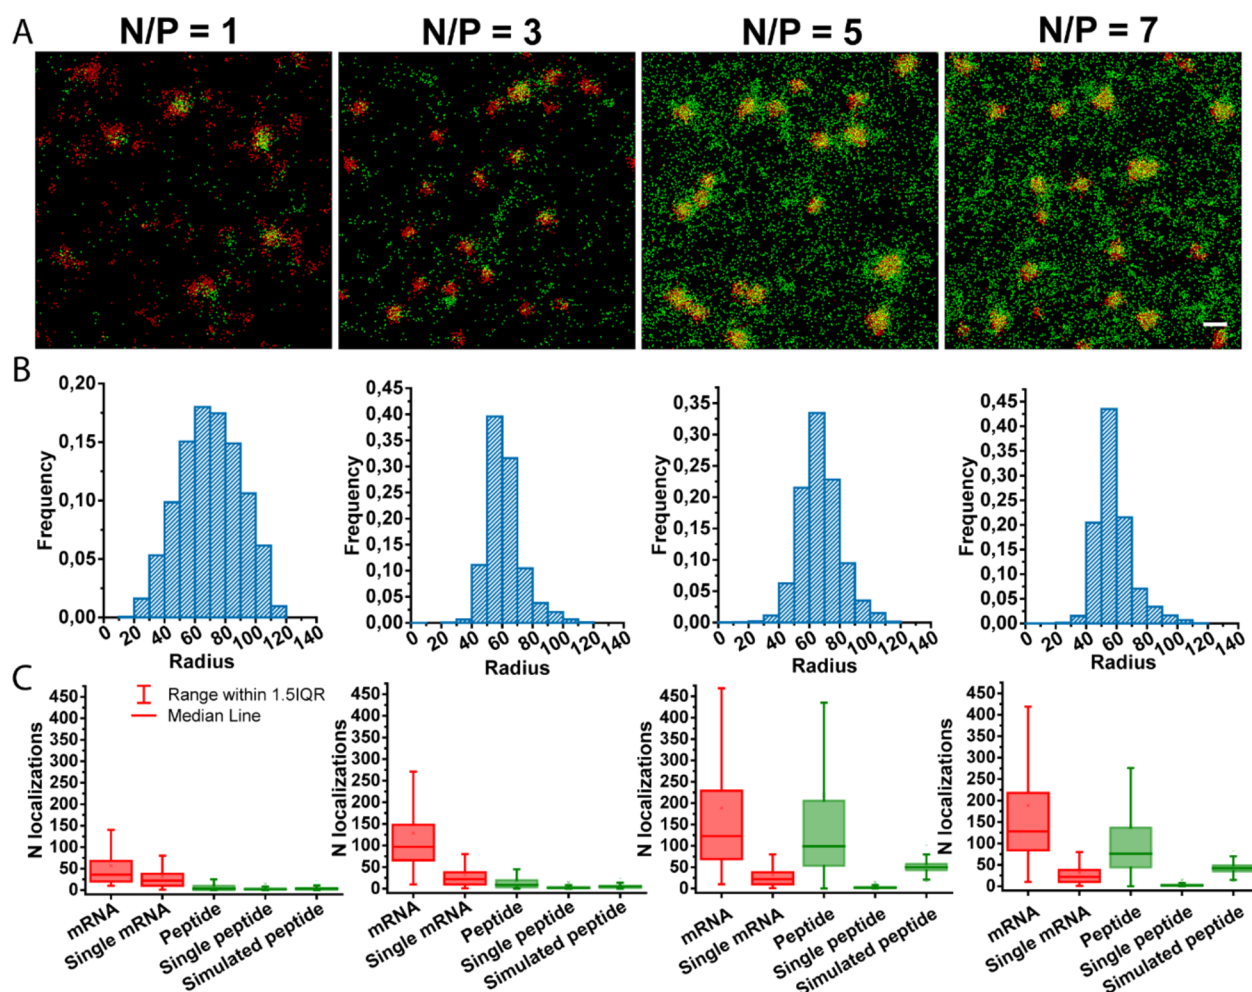 A
N/P = 1 N/P = 3 N/P = 5 N/P = 7
B
0,20
0,15
0,10
0,05
0,00
Frequency
0 20 40 60 80 100 120 140
Radius
0,45
0,40
0,35
0,30
0,25
0,20
0,15
0,10
0,05
0,00
Frequency
0 20 40 60 80 100 120 140
Radius
0,35
0,30
0,25
0,20
0,15
0,10
0,05
0,00
Frequency
0 20 40 60 80 100 120 140
Radius
0,45
0,40
0,35
0,30
0,25
0,20
0,15
0,10
0,05
0,00
Frequency
0 20 40 60 80 100 120 140
Radius
C
Range within 1.5IQR
Median Line
450
400
350
300
250
200
150
100
50
0
N localizations
mRNA
Single mRNA
Peptide
Single peptide
Simulated peptide
450
400
350
300
250
200
150
100
50
0
N localizations
mRNA
Single mRNA
Peptide
Single peptide
Simulated peptide
450
400
350
300
250
200
150
100
50
0
N localizations
mRNA
Single mRNA
Peptide
Single peptide
Simulated peptide
450
400
350
300
250
200
150
100
50
0
N localizations
mRNA
Single mRNA
Peptide
Single peptide
Simulated peptide